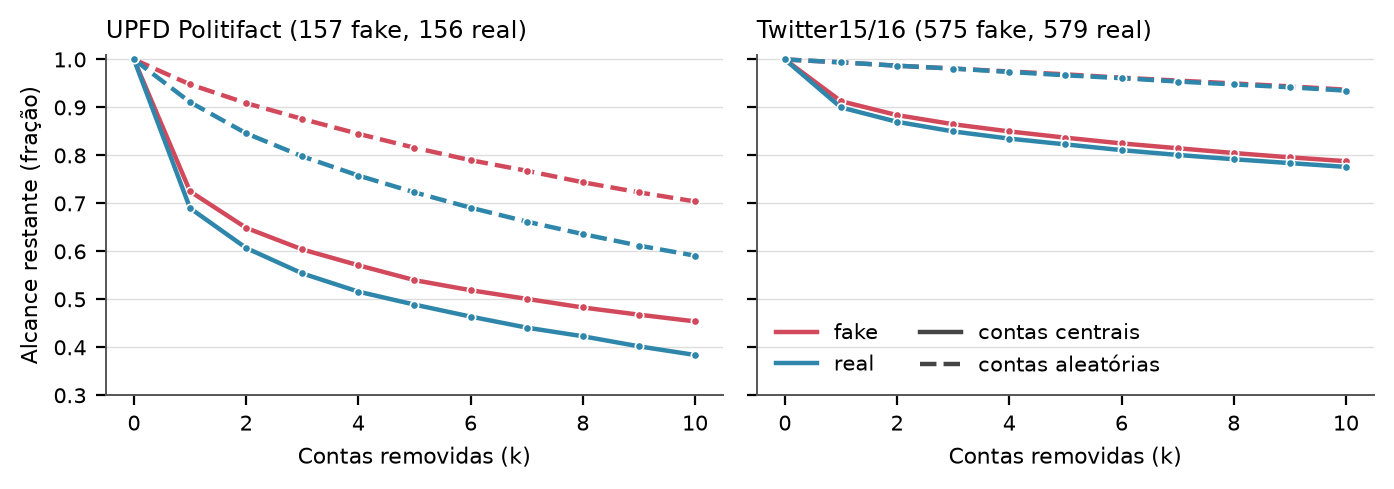 UPFD Politifact (157 fake, 156 real)
Alcance restante (fração)
1.0
0.9
0.8
0.7
0.6
0.5
0.4
0.3
0 2 4 6 8 10
Contas removidas (k)
Twitter15/16 (575 fake, 579 real)
fake contas centrais
real contas aleatórias
0 2 4 6 8 10
Contas removidas (k)